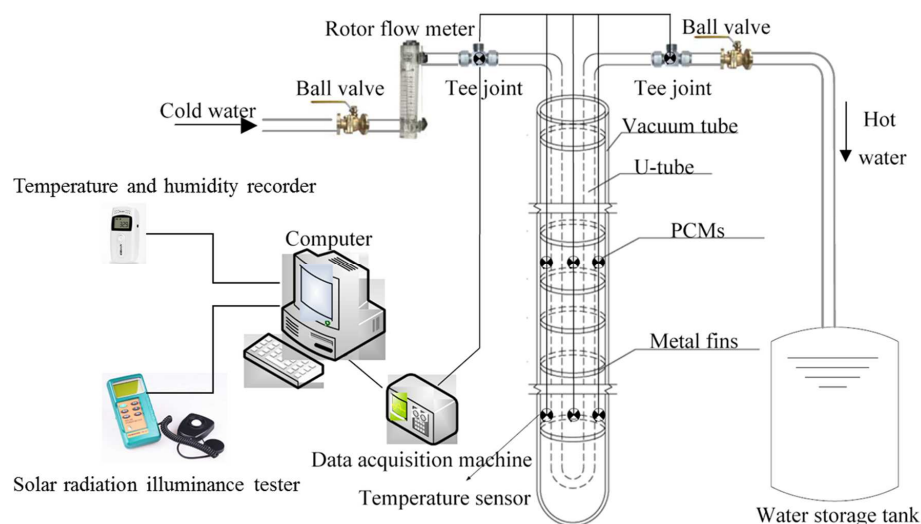 Rotor flow meter
Ball valve
Ball valve
Tee joint
Tee joint
Cold water
Vacuum tube
Hot
water
U-tube
Temperature and humidity recorder
Computer
PCMs
Metal fins
Data acquisition machine
Solar radiation illuminance tester
Temperature sensor
Water storage tank